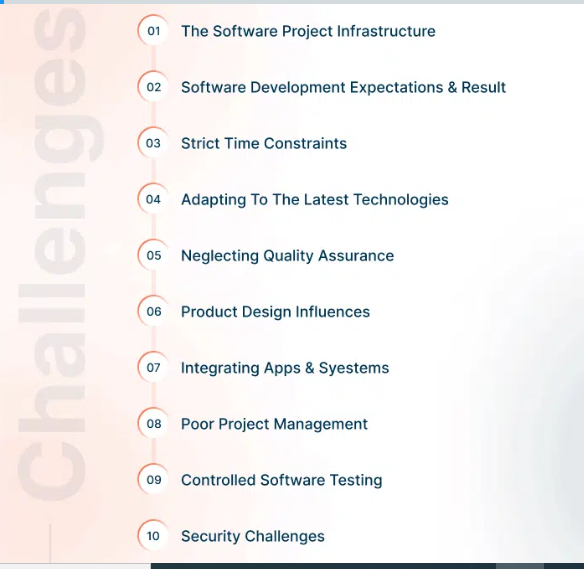 Challenges
01 The Software Project Infrastructure
02 Software Development Expectations & Result
03 Strict Time Constraints
04 Adapting To The Latest Technologies
05 Neglecting Quality Assurance
06 Product Design Influences
07 Integrating Apps & Syestems
08 Poor Project Management
09 Controlled Software Testing
10 Security Challenges